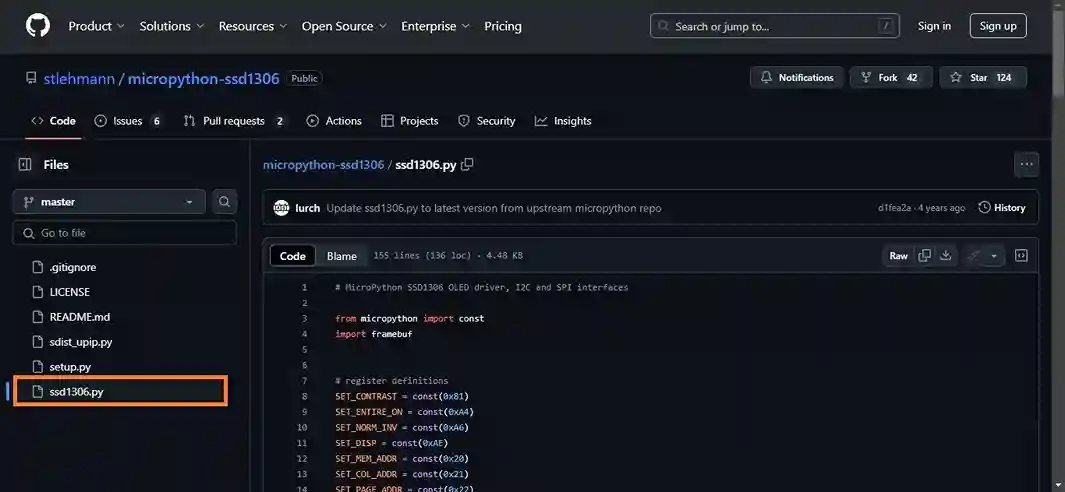 Product Solutions Resources Open Source Enterprise Pricing Search or jump to... / Sign in Sign up
stlehmann / micropython-ssd1306 Public Notifications Fork 42 Star 124
Code Issues 6 Pull requests 2 Actions Projects Security Insights
Files
master
Go to file
.gitignore
LICENSE
README.md
sdist_upip.py
setup.py
ssd1306.py
micropython-ssd1306 / ssd1306.py ...
lurch Update ssd1306.py to latest version from upstream micropython repo d1fea2a · 4 years ago History
Code Blame 155 lines (136 loc) · 4.48 KB Raw
1 # MicroPython SSD1306 OLED driver, I2C and SPI interfaces
2
3 from micropython import const
4 import framebuf
5
6
7 # register definitions
8 SET_CONTRAST = const(0x81)
9 SET_ENTIRE_ON = const(0xA4)
10 SET_NORM_INV = const(0xA6)
11 SET_DISP = const(0xAE)
12 SET_MEM_ADDR = const(0x20)
13 SET_COL_ADDR = const(0x21)
14 SET_PAGE_ADDR = const(0x22)